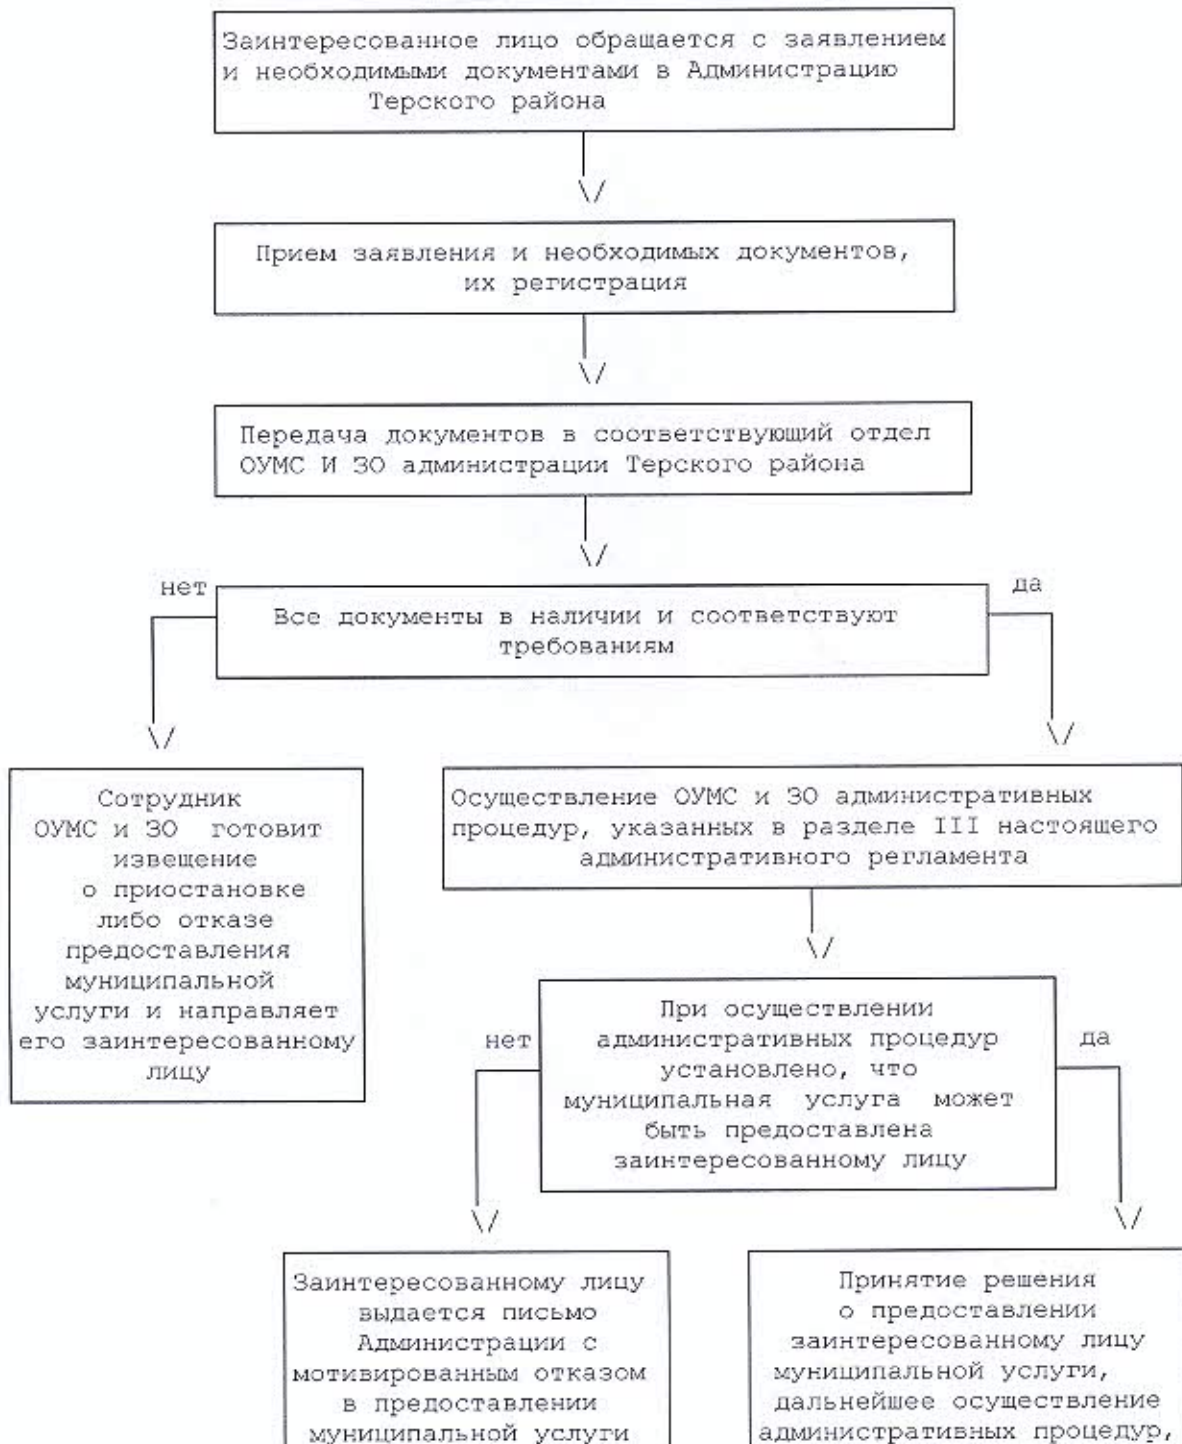 Заинтересованное лицо обращается с заявлением
и необходимыми документами в Администрацию
Терского района
Прием заявления и необходимых документов,
их регистрация
Передача документов в соответствующий отдел
ОУМС И ЗО администрации Терского района
нет
да
Все документы в наличии и соответствуют
требованиям
Сотрудник
ОУМС и ЗО готовит
извещение
о приостановке
либо отказе
предоставления
муниципальной
услуги и направляет
его заинтересованному
лицу
Осуществление ОУМС и ЗО административных
процедур, указанных в разделе III настоящего
административного регламента
нет
да
При осуществлении
административных процедур
установлено, что
муниципальная услуга может
быть предоставлена
заинтересованному лицу
Заинтересованному лицу
выдается письмо
Администрации с
мотивированным отказом
в предоставлении
муниципальной услуги
Принятие решения
о предоставлении
заинтересованному лицу
муниципальной услуги,
дальнейшее осуществление
административных процедур,